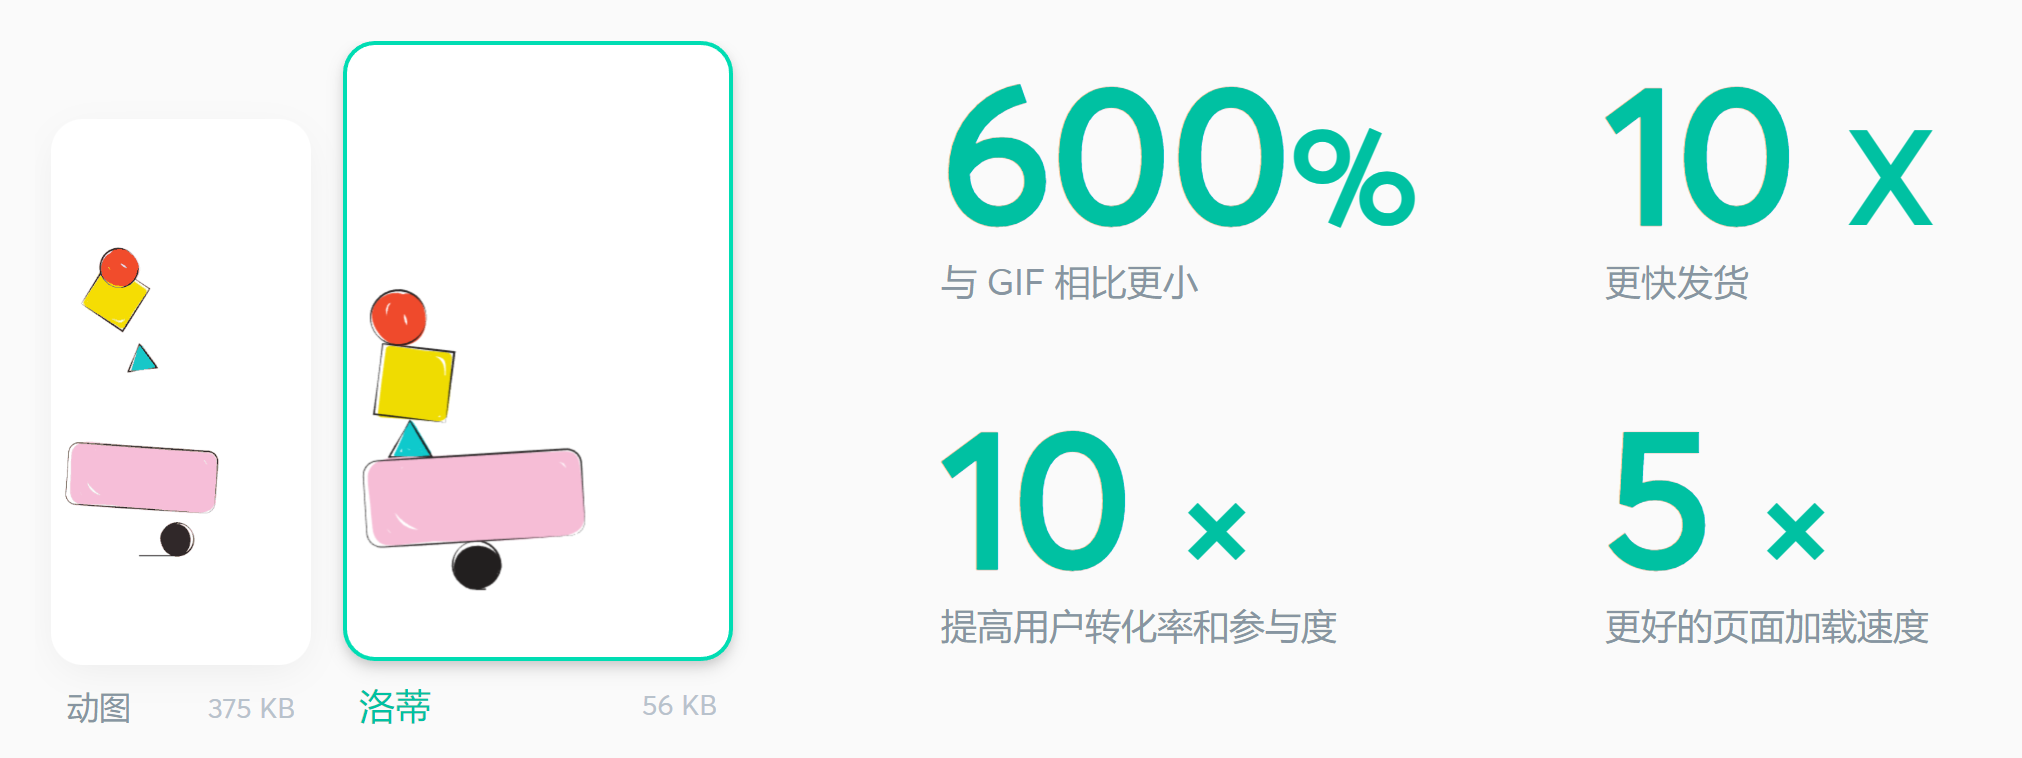 600%
与 GIF 相比更小
10 x
更快发货
10 ×
提高用户转化率和参与度
5 ×
更好的页面加载速度
动图
375 KB
洛蒂
56 KB